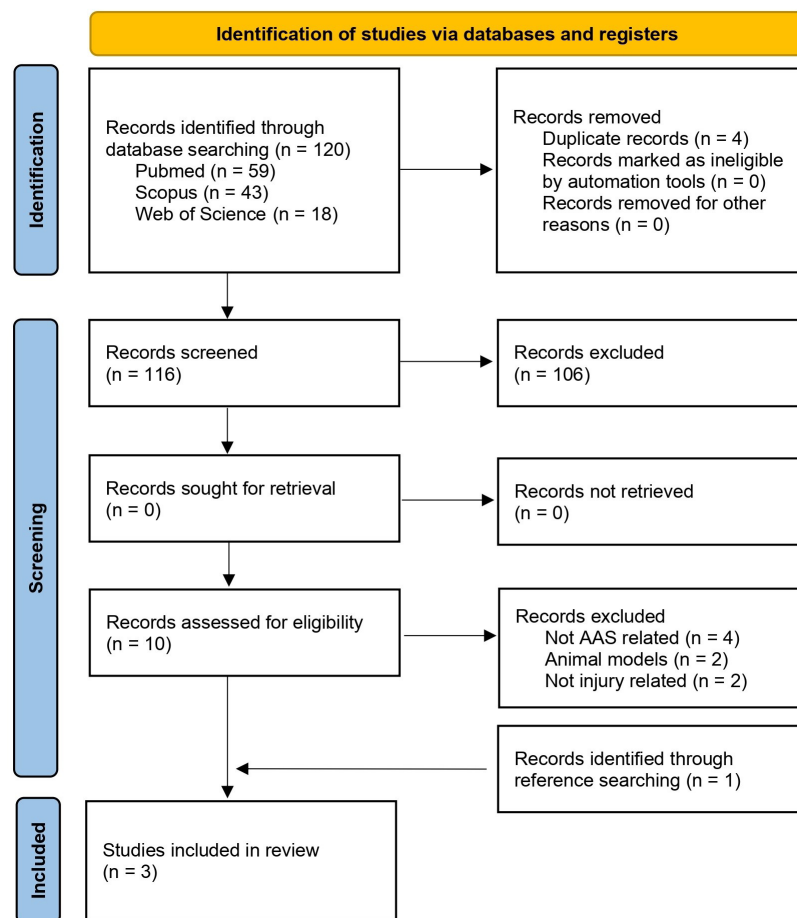 Identification of studies via databases and registers
Identification
Records identified through
database searching (n = 120)
Pubmed (n = 59)
Scopus (n = 43)
Web of Science (n = 18)
Records removed
Duplicate records (n = 4)
Records marked as ineligible
by automation tools (n = 0)
Records removed for other
reasons (n = 0)
Screening
Records screened
(n = 116)
Records excluded
(n = 106)
Records sought for retrieval
(n = 0)
Records not retrieved
(n = 0)
Records assessed for eligibility
(n = 10)
Records excluded
Not AAS related (n = 4)
Animal models (n = 2)
Not injury related (n = 2)
Records identified through
reference searching (n = 1)
Included
Studies included in review
(n = 3)